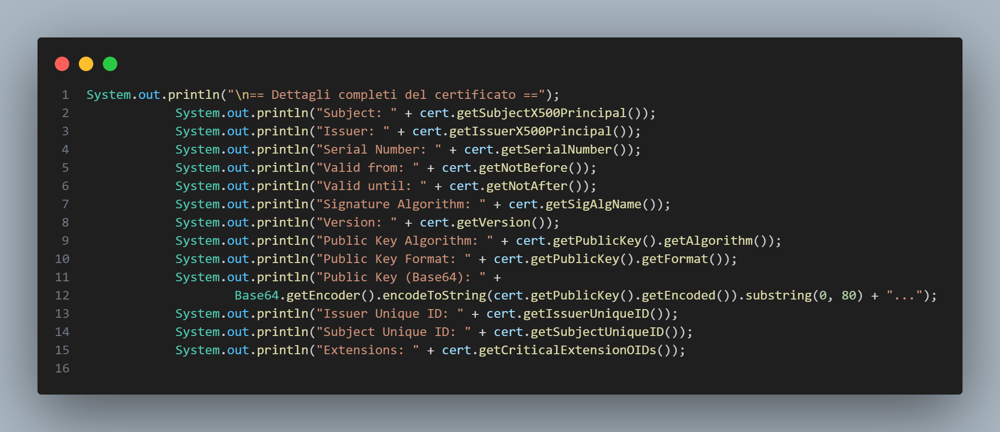 1 System.out.println("\n== Dettagli completi del certificato ==");
2 System.out.println("Subject: " + cert.getSubjectX500Principal());
3 System.out.println("Issuer: " + cert.getIssuerX500Principal());
4 System.out.println("Serial Number: " + cert.getSerialNumber());
5 System.out.println("Valid from: " + cert.getNotBefore());
6 System.out.println("Valid until: " + cert.getNotAfter());
7 System.out.println("Signature Algorithm: " + cert.getSigAlgName());
8 System.out.println("Version: " + cert.getVersion());
9 System.out.println("Public Key Algorithm: " + cert.getPublicKey().getAlgorithm());
10 System.out.println("Public Key Format: " + cert.getPublicKey().getFormat());
11 System.out.println("Public Key (Base64): " +
12 Base64.getEncoder().encodeToString(cert.getPublicKey().getEncoded()).substring(0, 80) + "...");
13 System.out.println("Issuer Unique ID: " + cert.getIssuerUniqueID());
14 System.out.println("Subject Unique ID: " + cert.getSubjectUniqueID());
15 System.out.println("Extensions: " + cert.getCriticalExtensionOIDs());
16